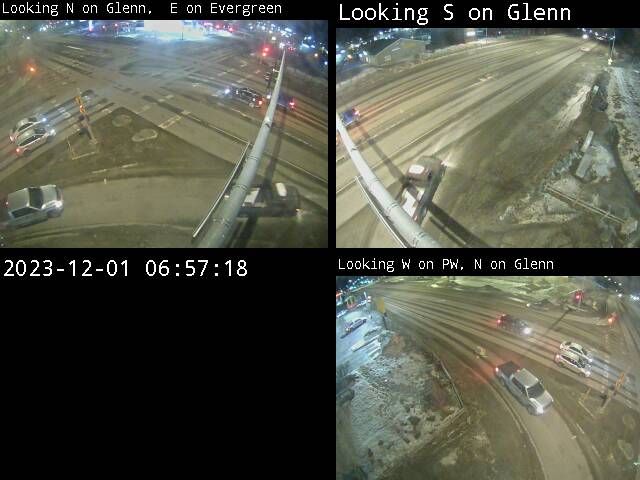 Looking N on Glenn,  E on Evergreen
Looking S on Glenn
2023-12-01 06:57:18
Looking W on PW, N on Glenn